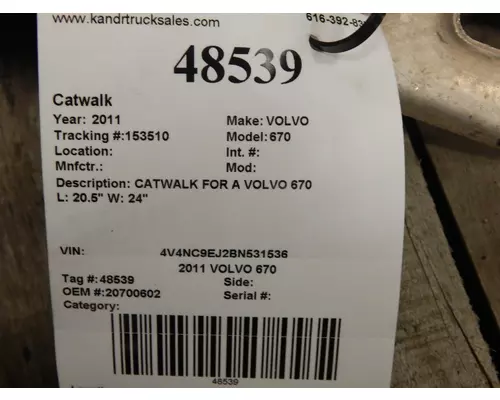 www.kandrtrucksales.com
48539
Catwalk
Year: 2011 Make: VOLVO
Tracking #:153510 Model: 670
Location: Int. #:
Mnfctr.: Mod:
Description: CATWALK FOR A VOLVO 670
L: 20.5" W: 24"
VIN: 4V4NC9EJ2BN531536
2011 VOLVO 670
Tag #:48539 Side:
OEM #:20700602 Serial #:
Category:
48539